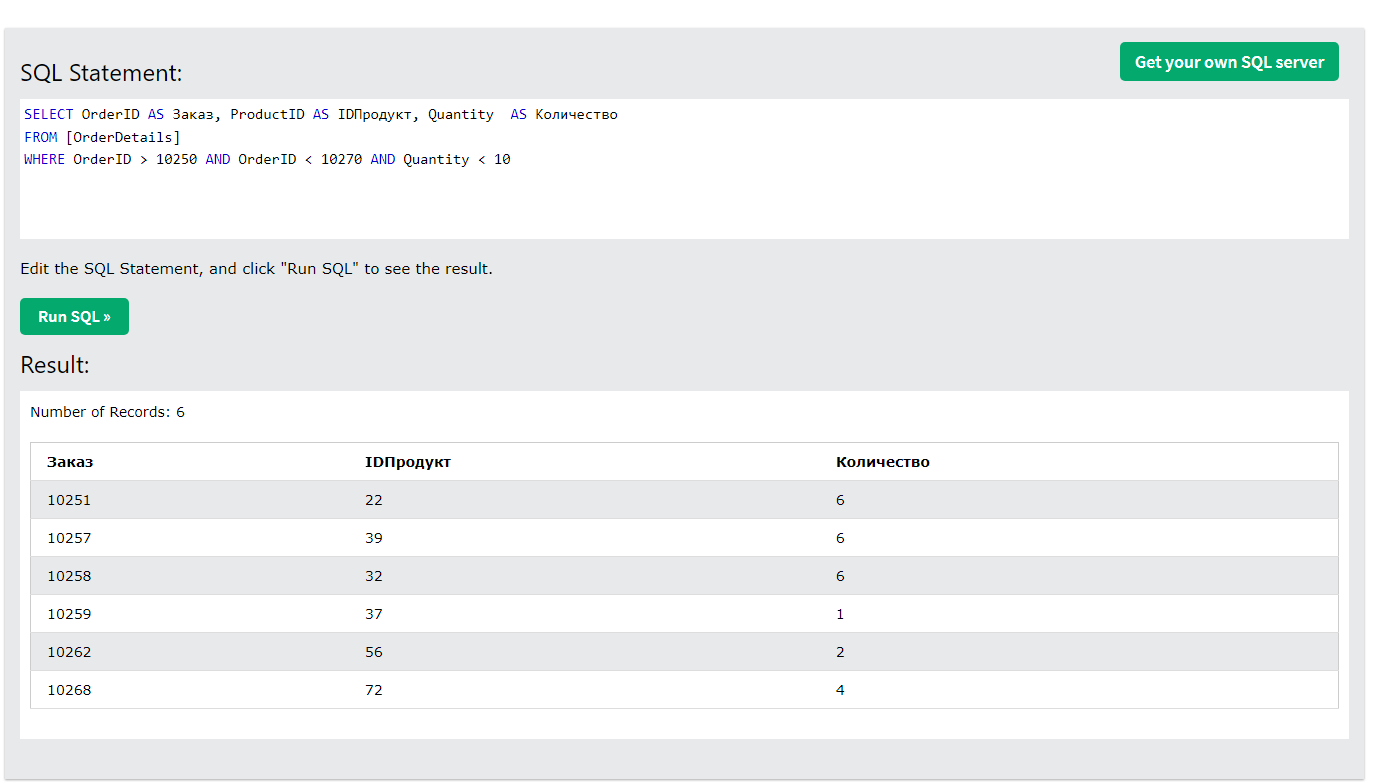 Get your own SQL server
SQL Statement:
SELECT OrderID AS Заказ, ProductID AS IDПродукт, Quantity  AS Количество
FROM [OrderDetails]
WHERE OrderID > 10250 AND OrderID < 10270 AND Quantity < 10
Edit the SQL Statement, and click "Run SQL" to see the result.
Run SQL »
Result:
Number of Records: 6
Заказ IDПродукт Количество
10251 22 6
10257 39 6
10258 32 6
10259 37 1
10262 56 2
10268 72 4